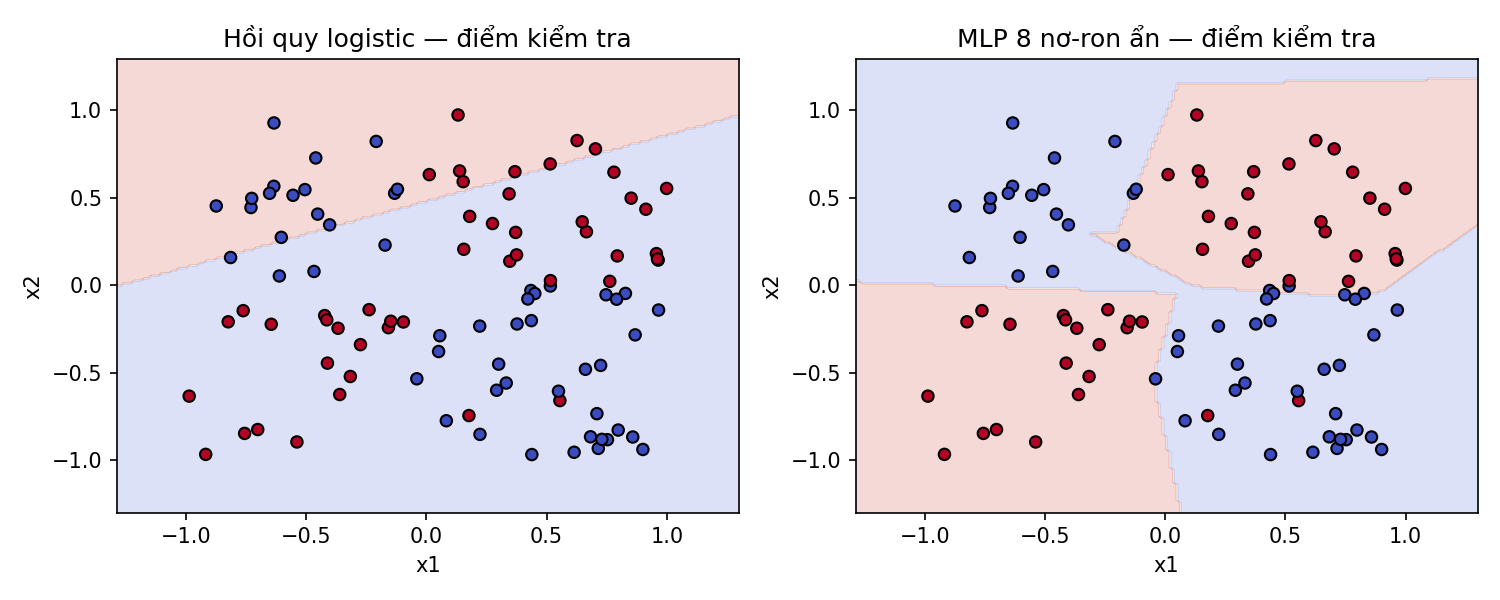 Hồi quy logistic — điểm kiểm tra
1.0
0.5
0.0
−0.5
−1.0
x2
−1.0 −0.5 0.0 0.5 1.0
x1
MLP 8 nơ-ron ẩn — điểm kiểm tra
1.0
0.5
0.0
−0.5
−1.0
x2
−1.0 −0.5 0.0 0.5 1.0
x1